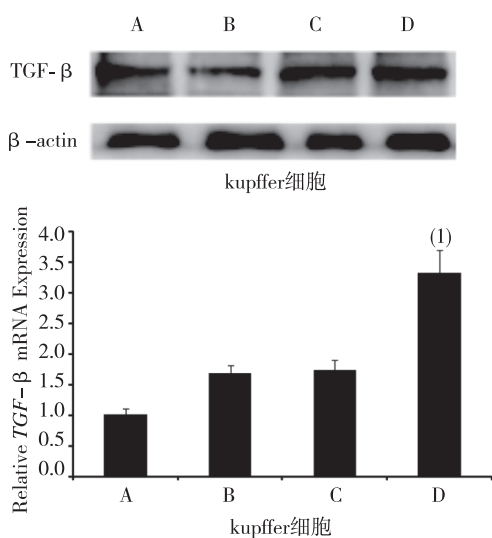 A B C D
TGF-β
β-actin
kupffer细胞
Relative TGF-β mRNA Expression
4.0
(1)
3.5
3.0
2.5
2.0
1.5
1.0
0.5
0.0
A B C D
kupffer细胞